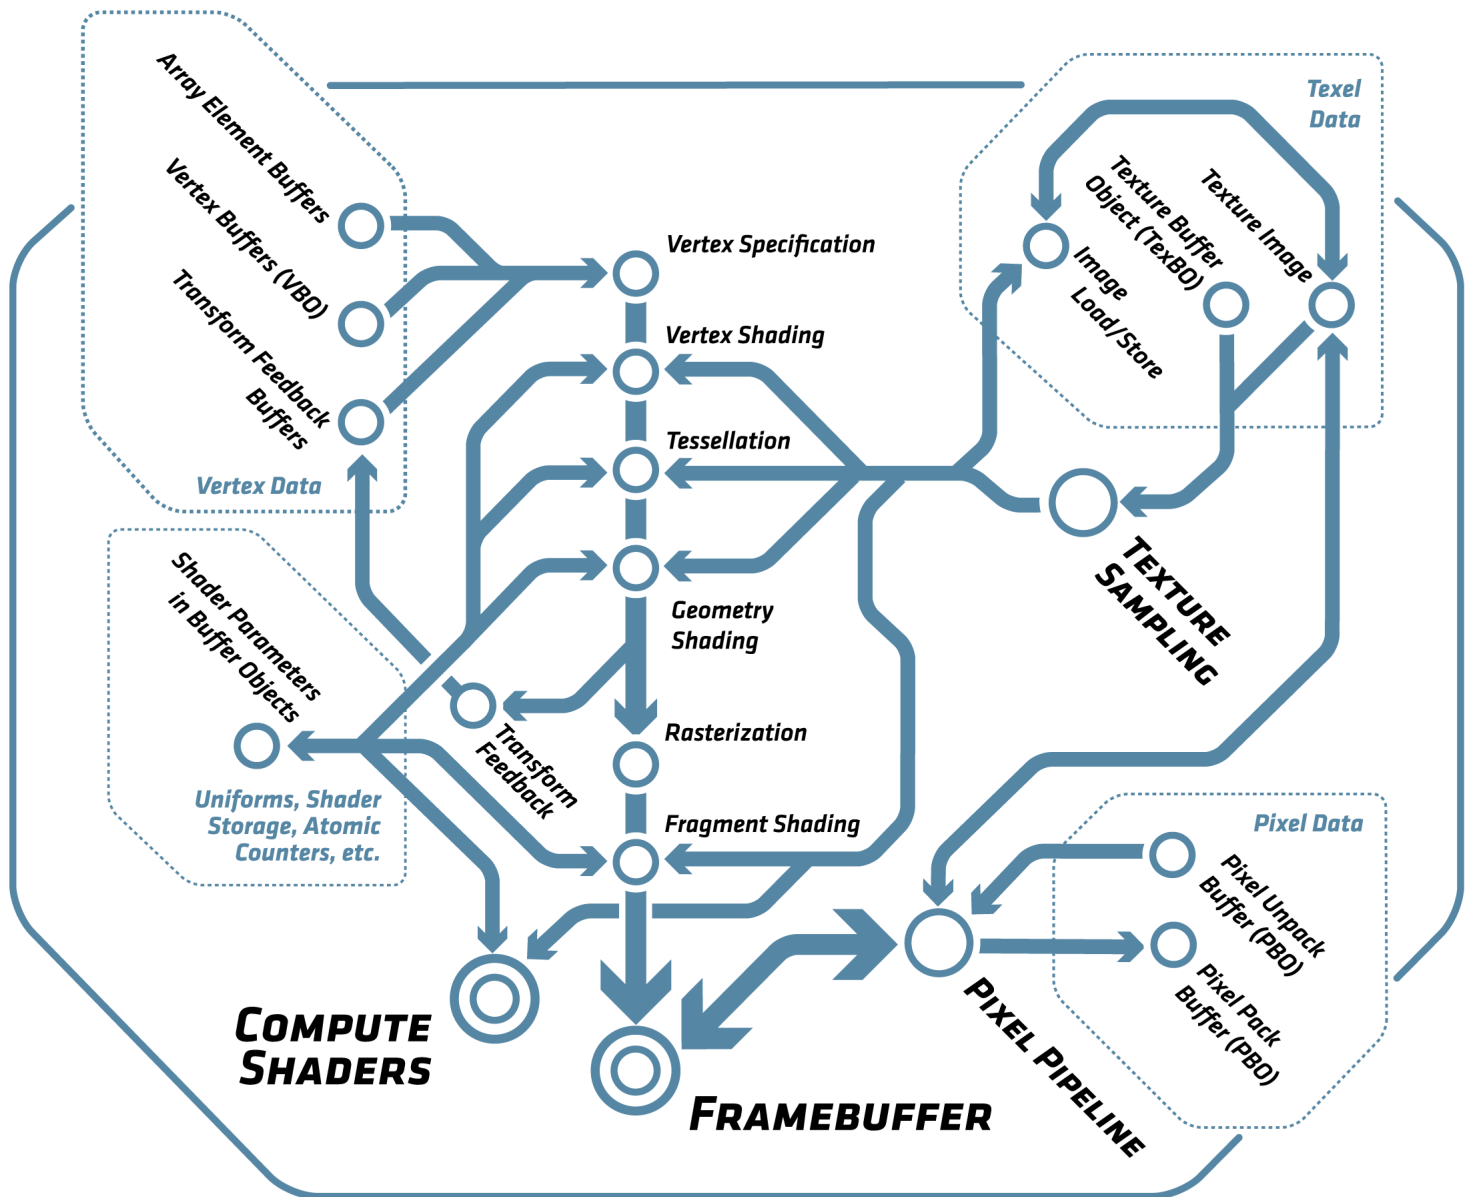 Array Element Buffers
Vertex Buffers (VBO)
Transform Feedback
Buffers
Vertex Data
Texel
Data
Texture Buffer
Object (TexBO)
Texture Image
Image
Load/Store
Vertex Specification
Vertex Shading
Tessellation
Geometry
Shading
Rasterization
Fragment Shading
Texture
Sampling
Shader Parameters
in Buffer Objects
Uniforms, Shader
Storage, Atomic
Counters, etc.
Transform
Feedback
Pixel Data
Pixel Unpack
Buffer (PBO)
Pixel Pack
Buffer (PBO)
Compute
Shaders
Framebuffer
Pixel Pipeline